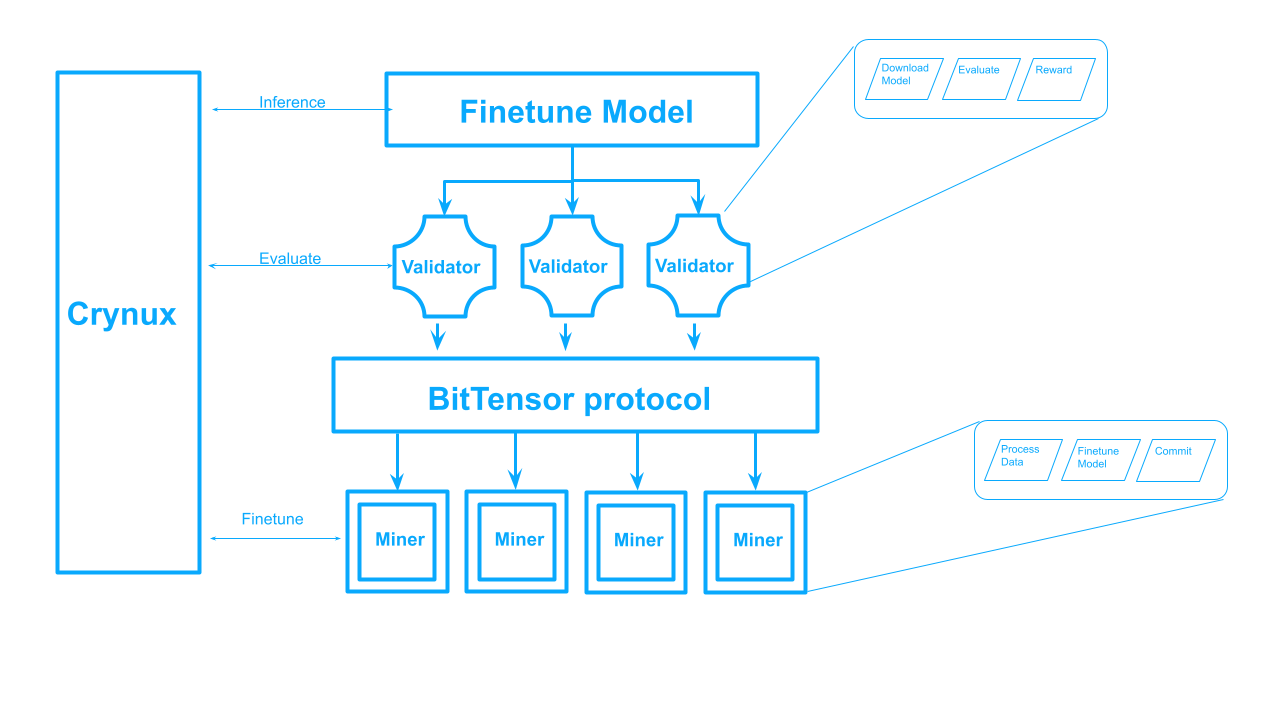 Download
Model
Evaluate
Reward
Inference
Finetune Model
Evaluate
Validator
Validator
Validator
Crynux
BitTensor protocol
Process
Data
Finetune
Model
Commit
Finetune
Miner
Miner
Miner
Miner